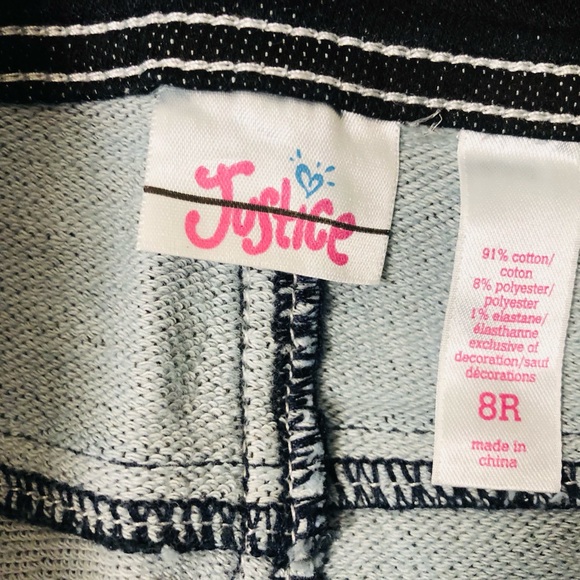 Justice
91% cotton/
coton
8% polyester/
polyester
1% elastane/
élasthanne
exclusive of
decoration/sauf
décorations
8R
made in
china